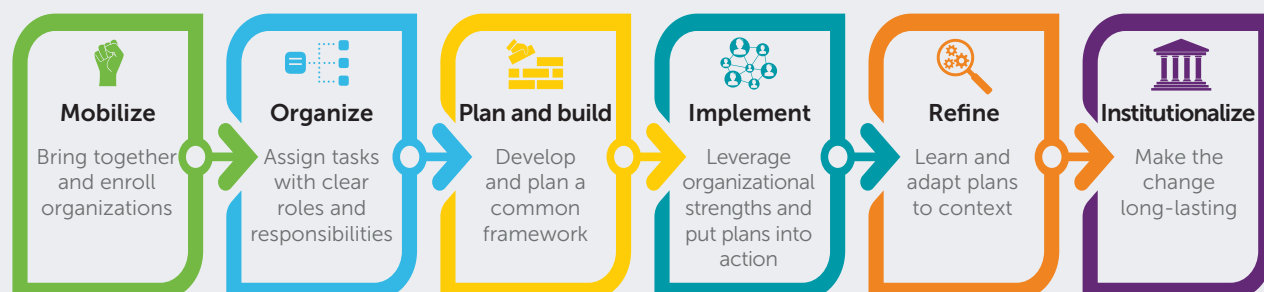 Mobilize
Bring together
and enroll
organizations
Organize
Assign tasks
with clear
roles and
responsibilities
Plan and build
Develop
and plan a
common
framework
Implement
Leverage
organizational
strengths and
put plans into
action
Refine
Learn and
adapt plans
to context
Institutionalize
Make the
change
long-lasting